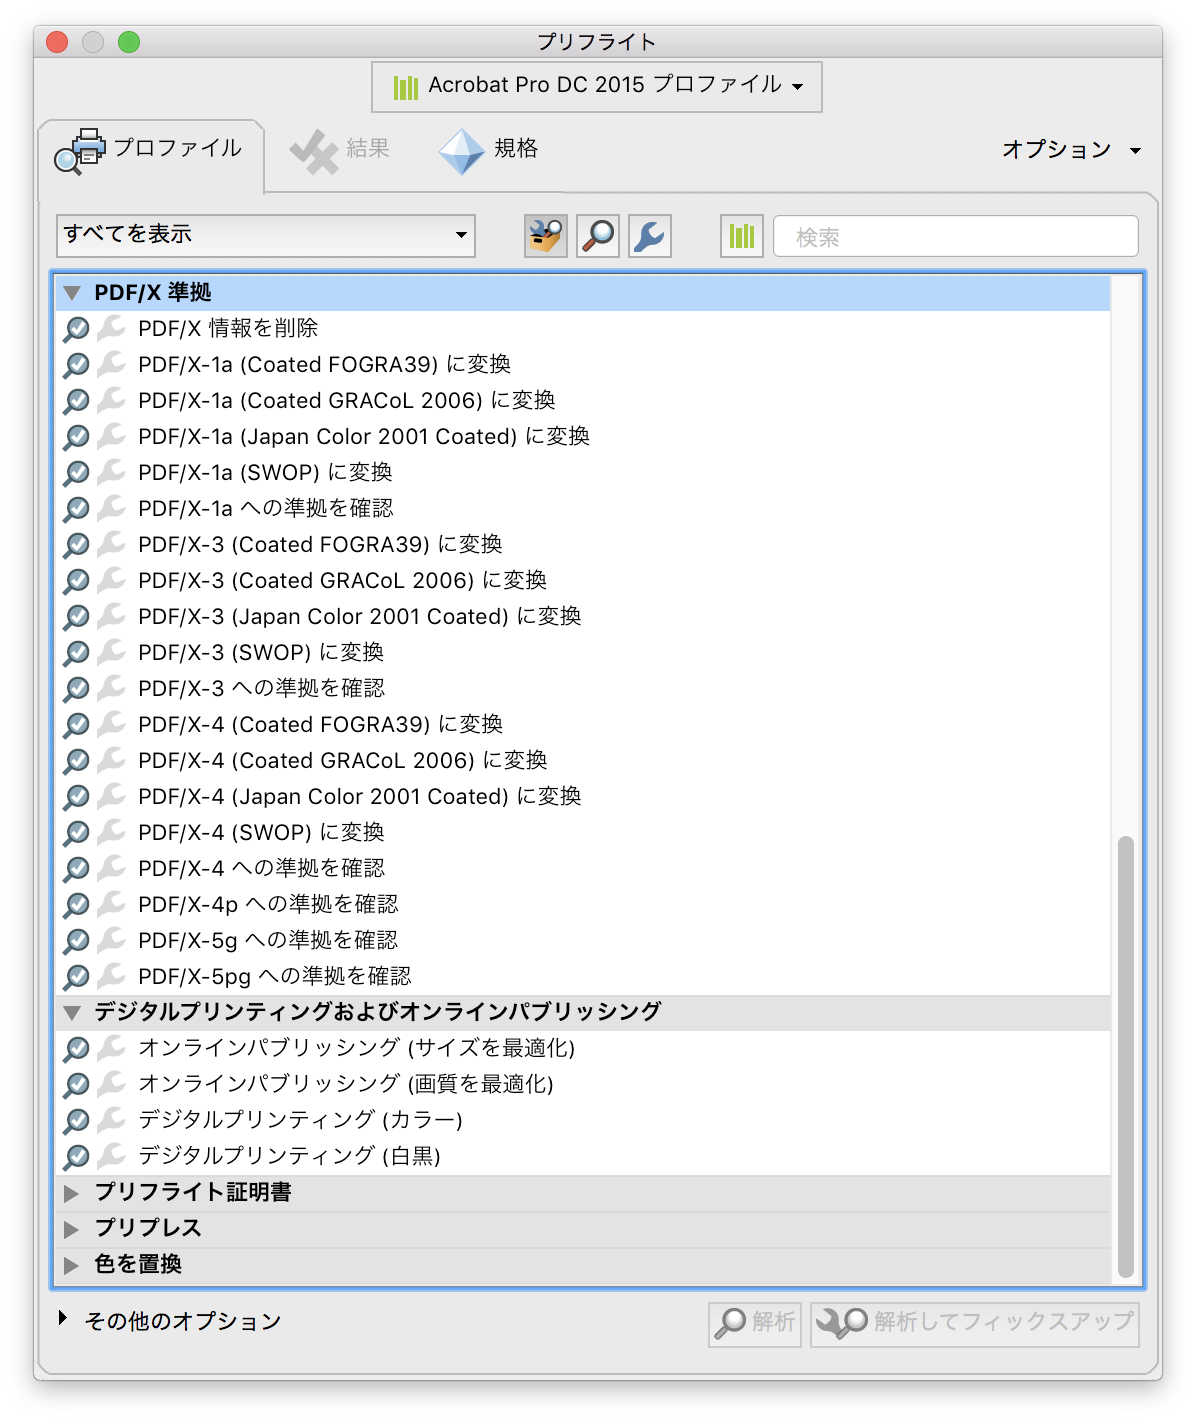 プリフライト
Acrobat Pro DC 2015 プロファイル
プロファイル
結果
規格
オプション
すべてを表示
検索
PDF/X 準拠
PDF/X 情報を削除
PDF/X-1a (Coated FOGRA39) に変換
PDF/X-1a (Coated GRACoL 2006) に変換
PDF/X-1a (Japan Color 2001 Coated) に変換
PDF/X-1a (SWOP) に変換
PDF/X-1a への準拠を確認
PDF/X-3 (Coated FOGRA39) に変換
PDF/X-3 (Coated GRACoL 2006) に変換
PDF/X-3 (Japan Color 2001 Coated) に変換
PDF/X-3 (SWOP) に変換
PDF/X-3 への準拠を確認
PDF/X-4 (Coated FOGRA39) に変換
PDF/X-4 (Coated GRACoL 2006) に変換
PDF/X-4 (Japan Color 2001 Coated) に変換
PDF/X-4 (SWOP) に変換
PDF/X-4 への準拠を確認
PDF/X-4p への準拠を確認
PDF/X-5g への準拠を確認
PDF/X-5pg への準拠を確認
デジタルプリンティングおよびオンラインパブリッシング
オンラインパブリッシング (サイズを最適化)
オンラインパブリッシング (画質を最適化)
デジタルプリンティング (カラー)
デジタルプリンティング (白黒)
プリフライト証明書
プリプレス
色を置換
その他のオプション
解析
解析してフィックスアップ